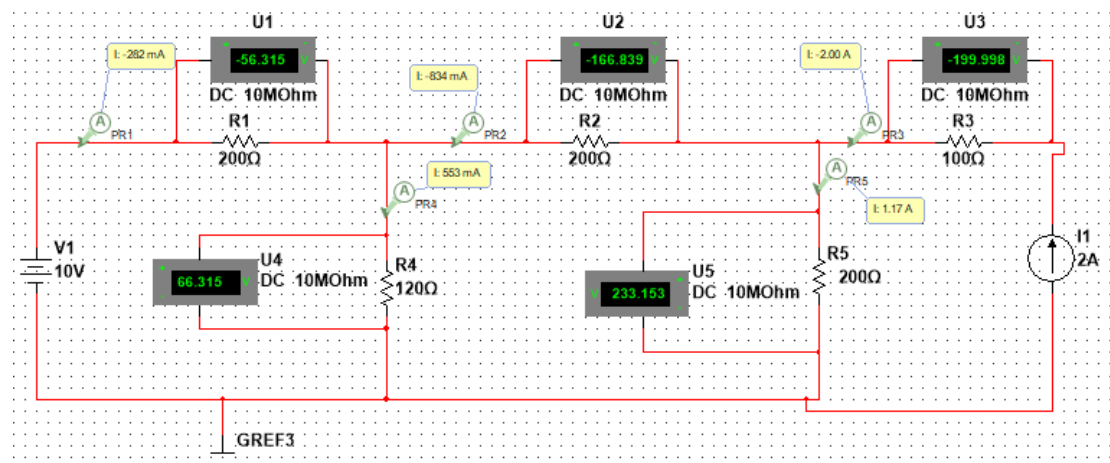 U1
U2
U3
I: -282 mA
-56.315 V
I: -834 mA
-166.839 V
I: -2.00 A
-199.998 V
DC 10MOhm
DC 10MOhm
DC 10MOhm
A
PR1
R1
200Ω
A
PR2
R2
200Ω
A
PR3
R3
100Ω
I: 553 mA
A
PR4
A
PR5
I: 1.17 A
V1
10V
U4
66.315 V
DC 10MOhm
R4
120Ω
V 233.153
U5
DC 10MOhm
R5
200Ω
I1
2A
GREF3